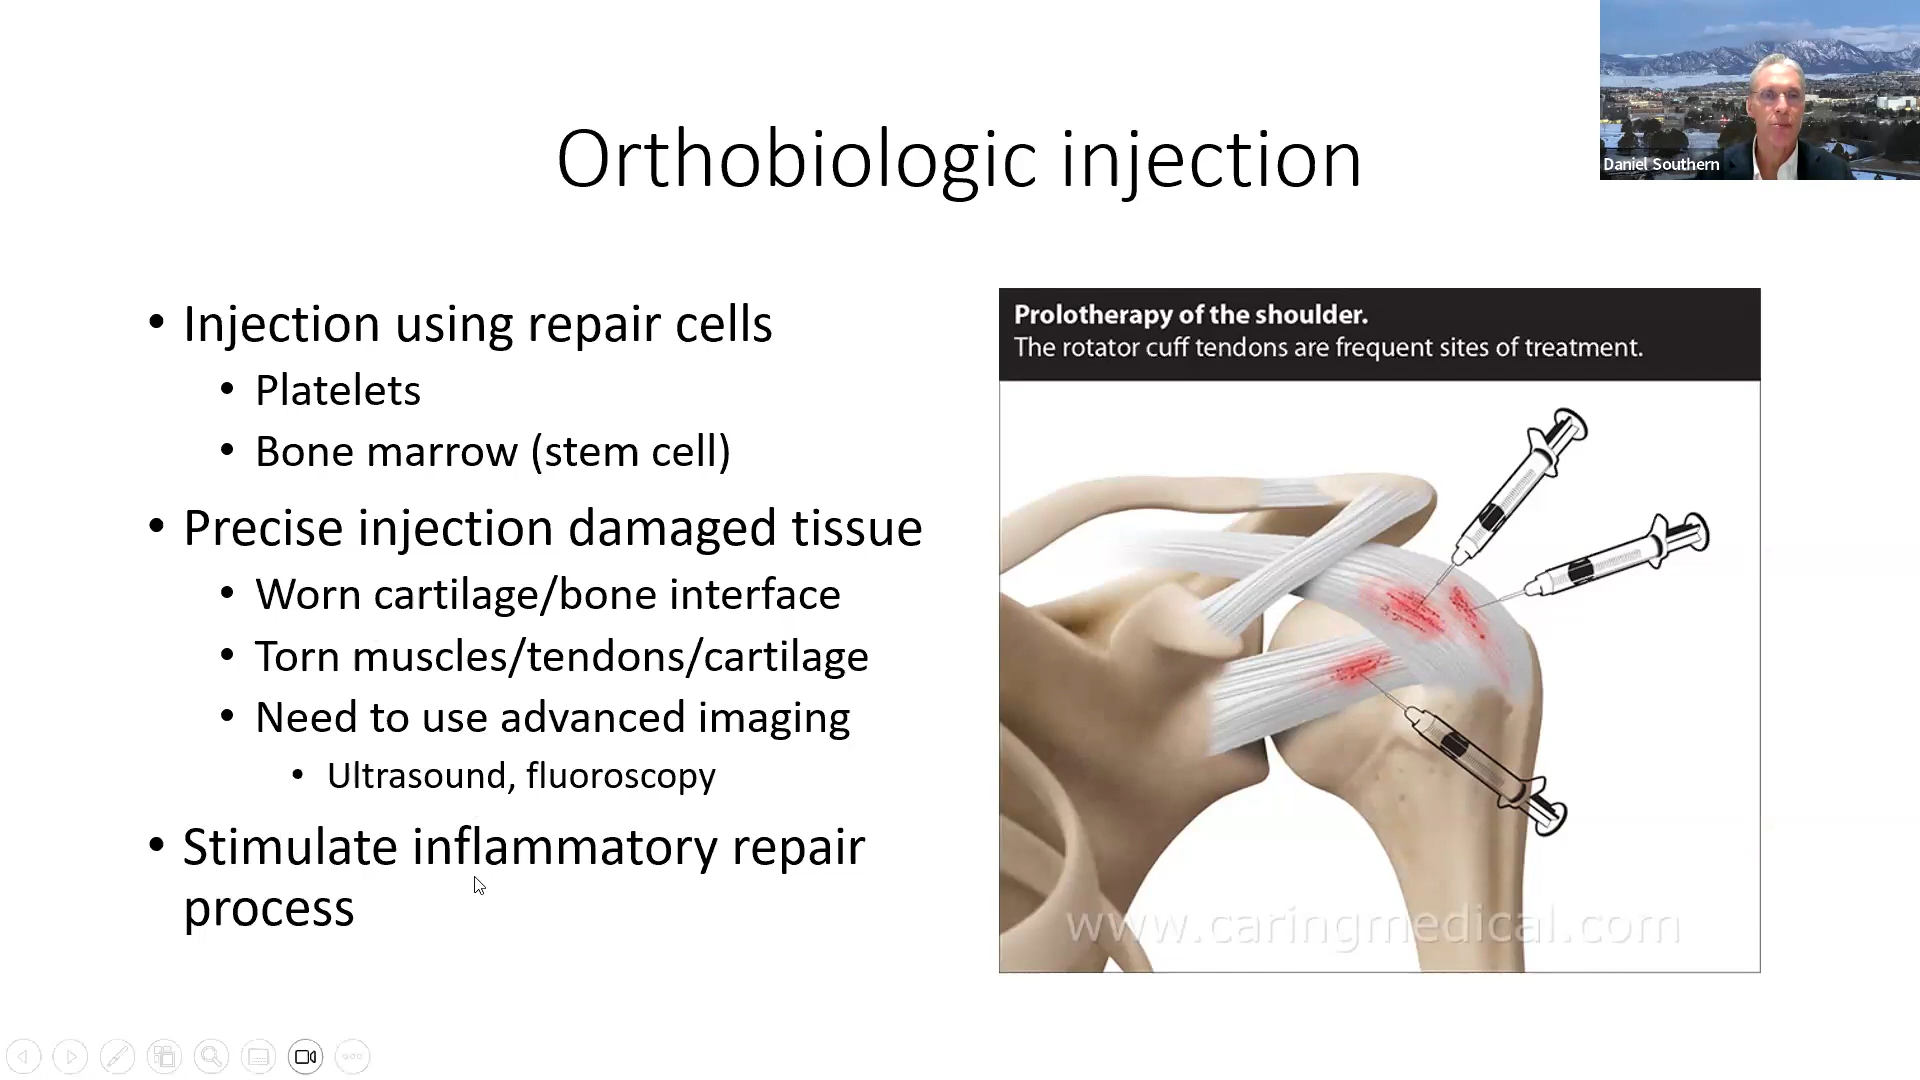 Orthobiologic injection
Daniel Southern
• Injection using repair cells
• Platelets
• Bone marrow (stem cell)
• Precise injection damaged tissue
• Worn cartilage/bone interface
• Torn muscles/tendons/cartilage
• Need to use advanced imaging
• Ultrasound, fluoroscopy
• Stimulate inflammatory repair
process
Prolotherapy of the shoulder.
The rotator cuff tendons are frequent sites of treatment.
www.caringmedical.com